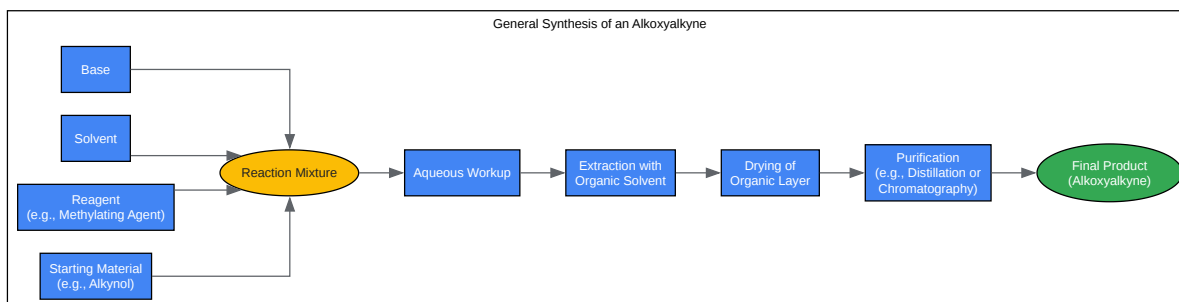 General Synthesis of an Alkoxyalkyne
Base
Solvent
Reagent
(e.g., Methylating Agent)
Starting Material
(e.g., Alkynol)
Reaction Mixture
Aqueous Workup
Extraction with
Organic Solvent
Drying of
Organic Layer
Purification
(e.g., Distillation or
Chromatography)
Final Product
(Alkoxyalkyne)